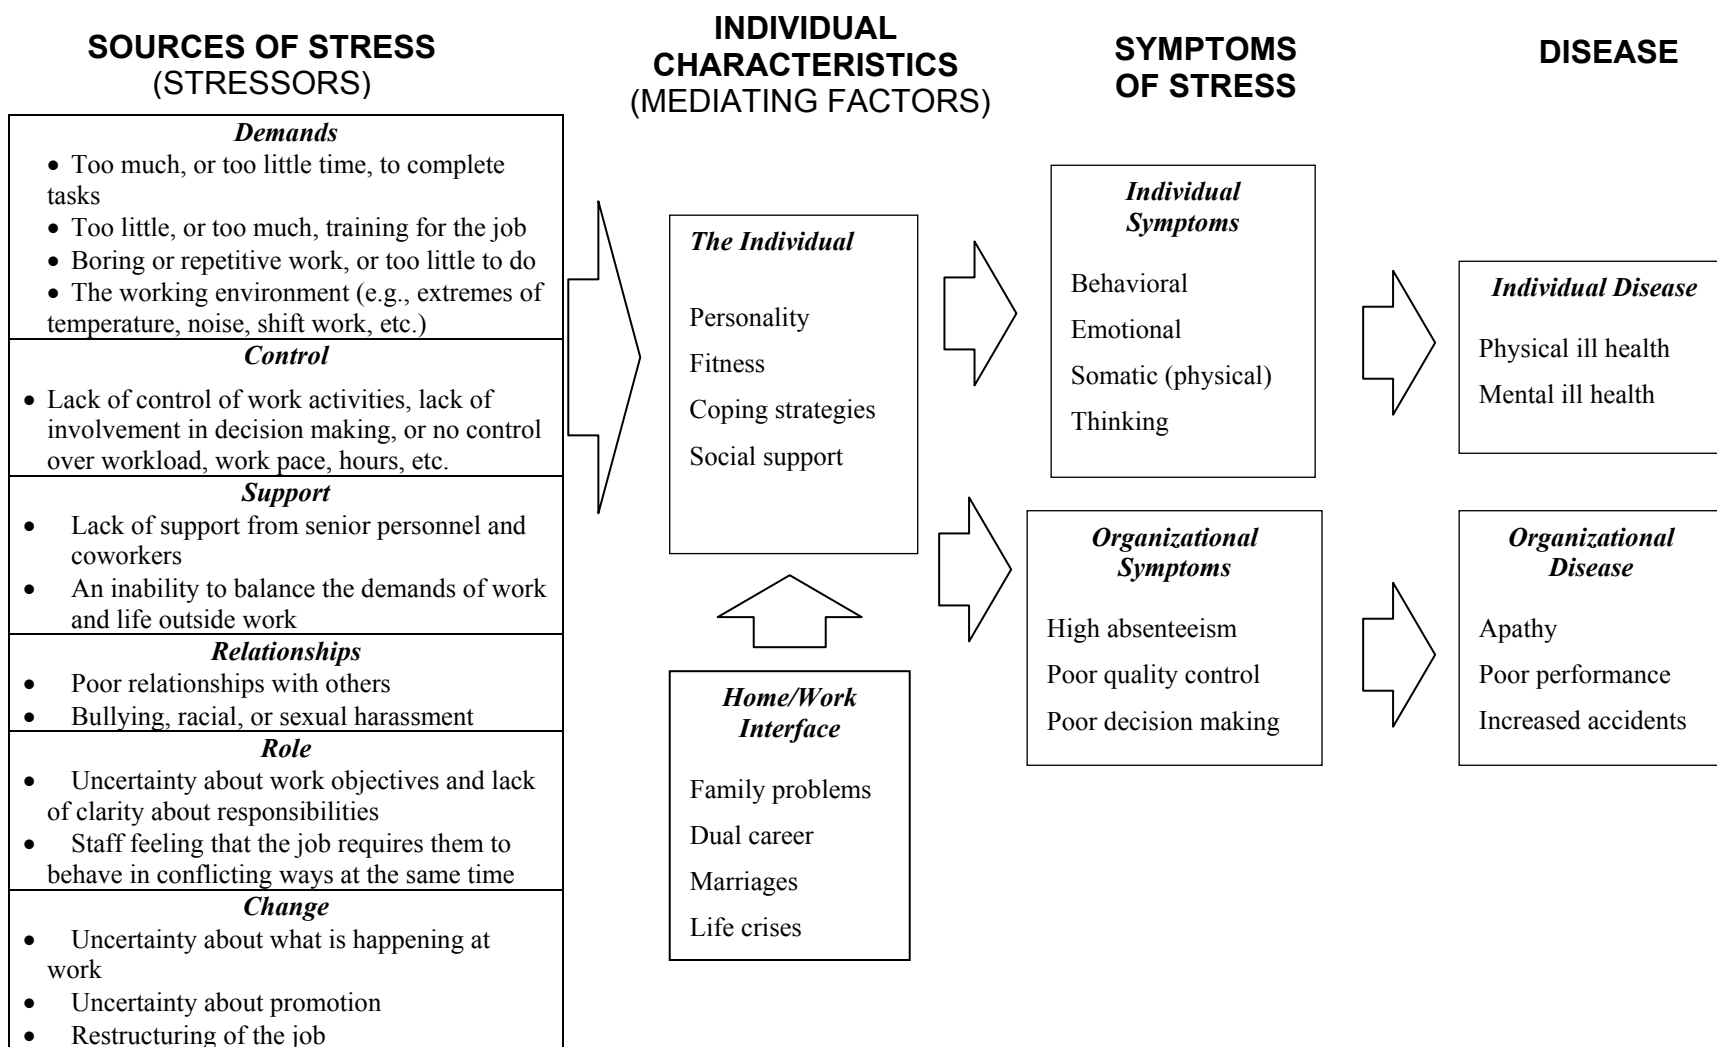 SOURCES OF STRESS
(STRESSORS)
Demands
• Too much, or too little time, to complete
tasks
• Too little, or too much, training for the job
• Boring or repetitive work, or too little to do
• The working environment (e.g., extremes of
temperature, noise, shift work, etc.)
Control
• Lack of control of work activities, lack of
involvement in decision making, or no control
over workload, work pace, hours, etc.
Support
• Lack of support from senior personnel and
coworkers
• An inability to balance the demands of work
and life outside work
Relationships
• Poor relationships with others
• Bullying, racial, or sexual harassment
Role
• Uncertainty about work objectives and lack
of clarity about responsibilities
• Staff feeling that the job requires them to
behave in conflicting ways at the same time
Change
• Uncertainty about what is happening at
work
• Uncertainty about promotion
• Restructuring of the job
INDIVIDUAL
CHARACTERISTICS
(MEDIATING FACTORS)
The Individual
Personality
Fitness
Coping strategies
Social support
Home/Work
Interface
Family problems
Dual career
Marriages
Life crises
SYMPTOMS
OF STRESS
Individual
Symptoms
Behavioral
Emotional
Somatic (physical)
Thinking
Organizational
Symptoms
High absenteeism
Poor quality control
Poor decision making
DISEASE
Individual Disease
Physical ill health
Mental ill health
Organizational
Disease
Apathy
Poor performance
Increased accidents